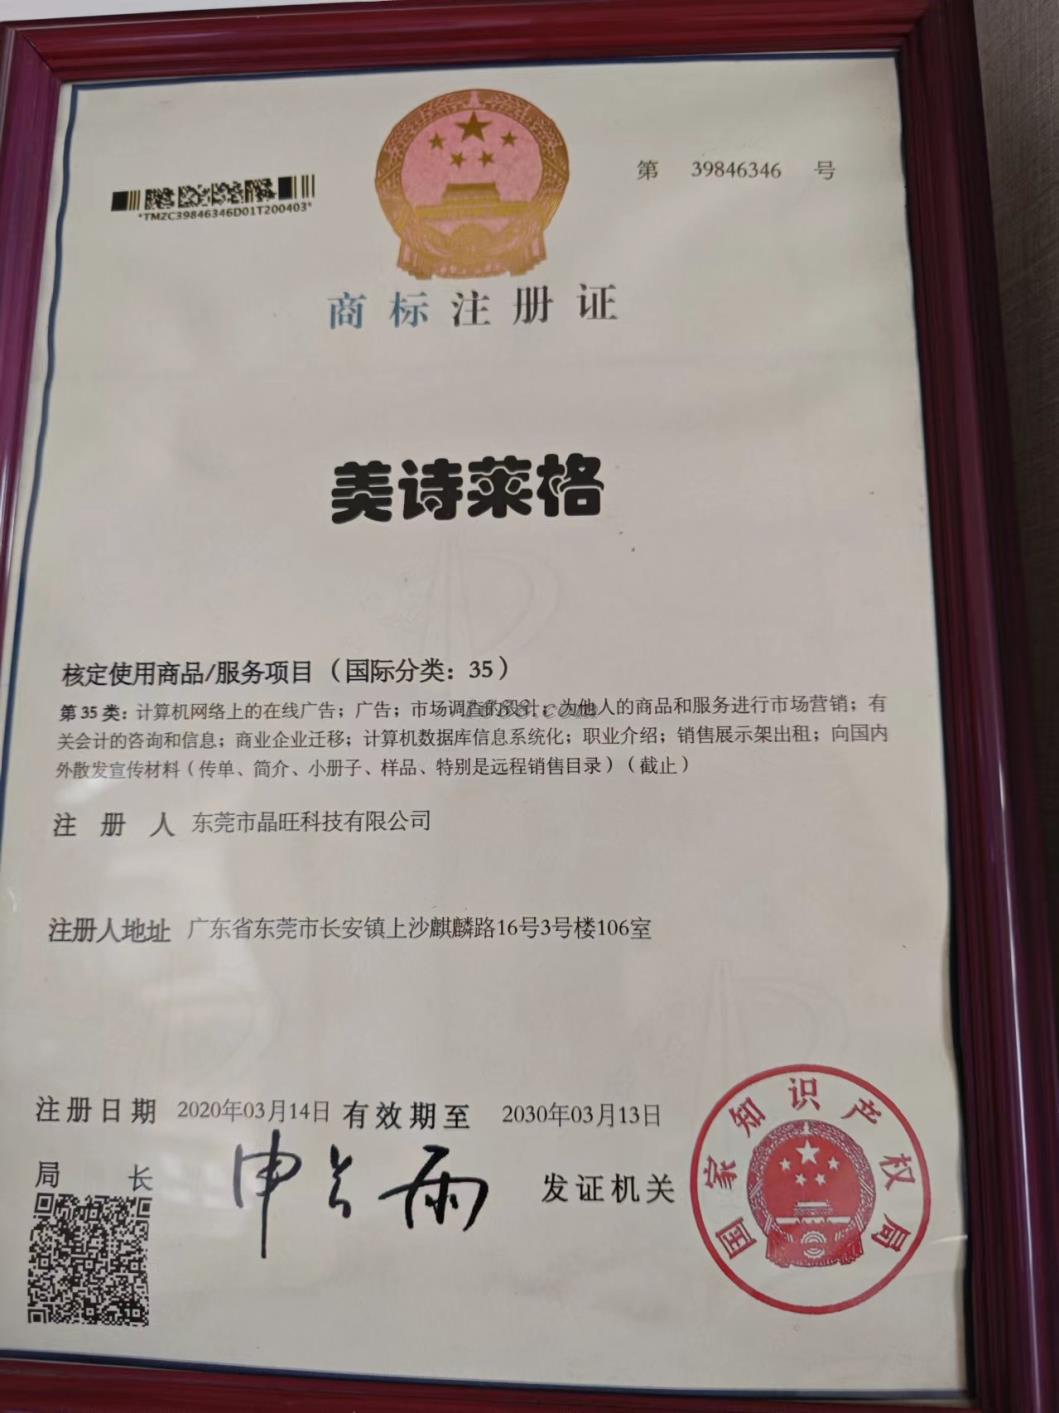 第 39846346 号
*TMZC39846346D01T200403*
商标注册证
美诗莱格
核定使用商品/服务项目（国际分类：35）
第35类：计算机网络上的在线广告；广告；市场调查的设计；为他人的商品和服务进行市场营销；有
关会计的咨询和信息；商业企业迁移；计算机数据库信息系统化；职业介绍；销售展示架出租；向国内
外散发宣传材料（传单、简介、小册子、样品、特别是远程销售目录）（截止）
1688.com
注 册 人 东莞市晶旺科技有限公司
注册人地址 广东省东莞市长安镇上沙麒麟路16号3号楼106室
注册日期 2020年03月14日 有效期至 2030年03月13日
局 长 申长雨 发证机关
国家知识产权局